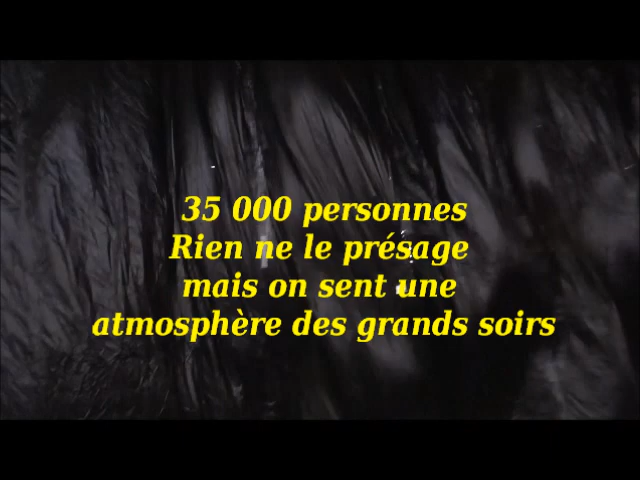 35 000 personnes
Rien ne le présage
mais on sent une
atmosphère des grands soirs